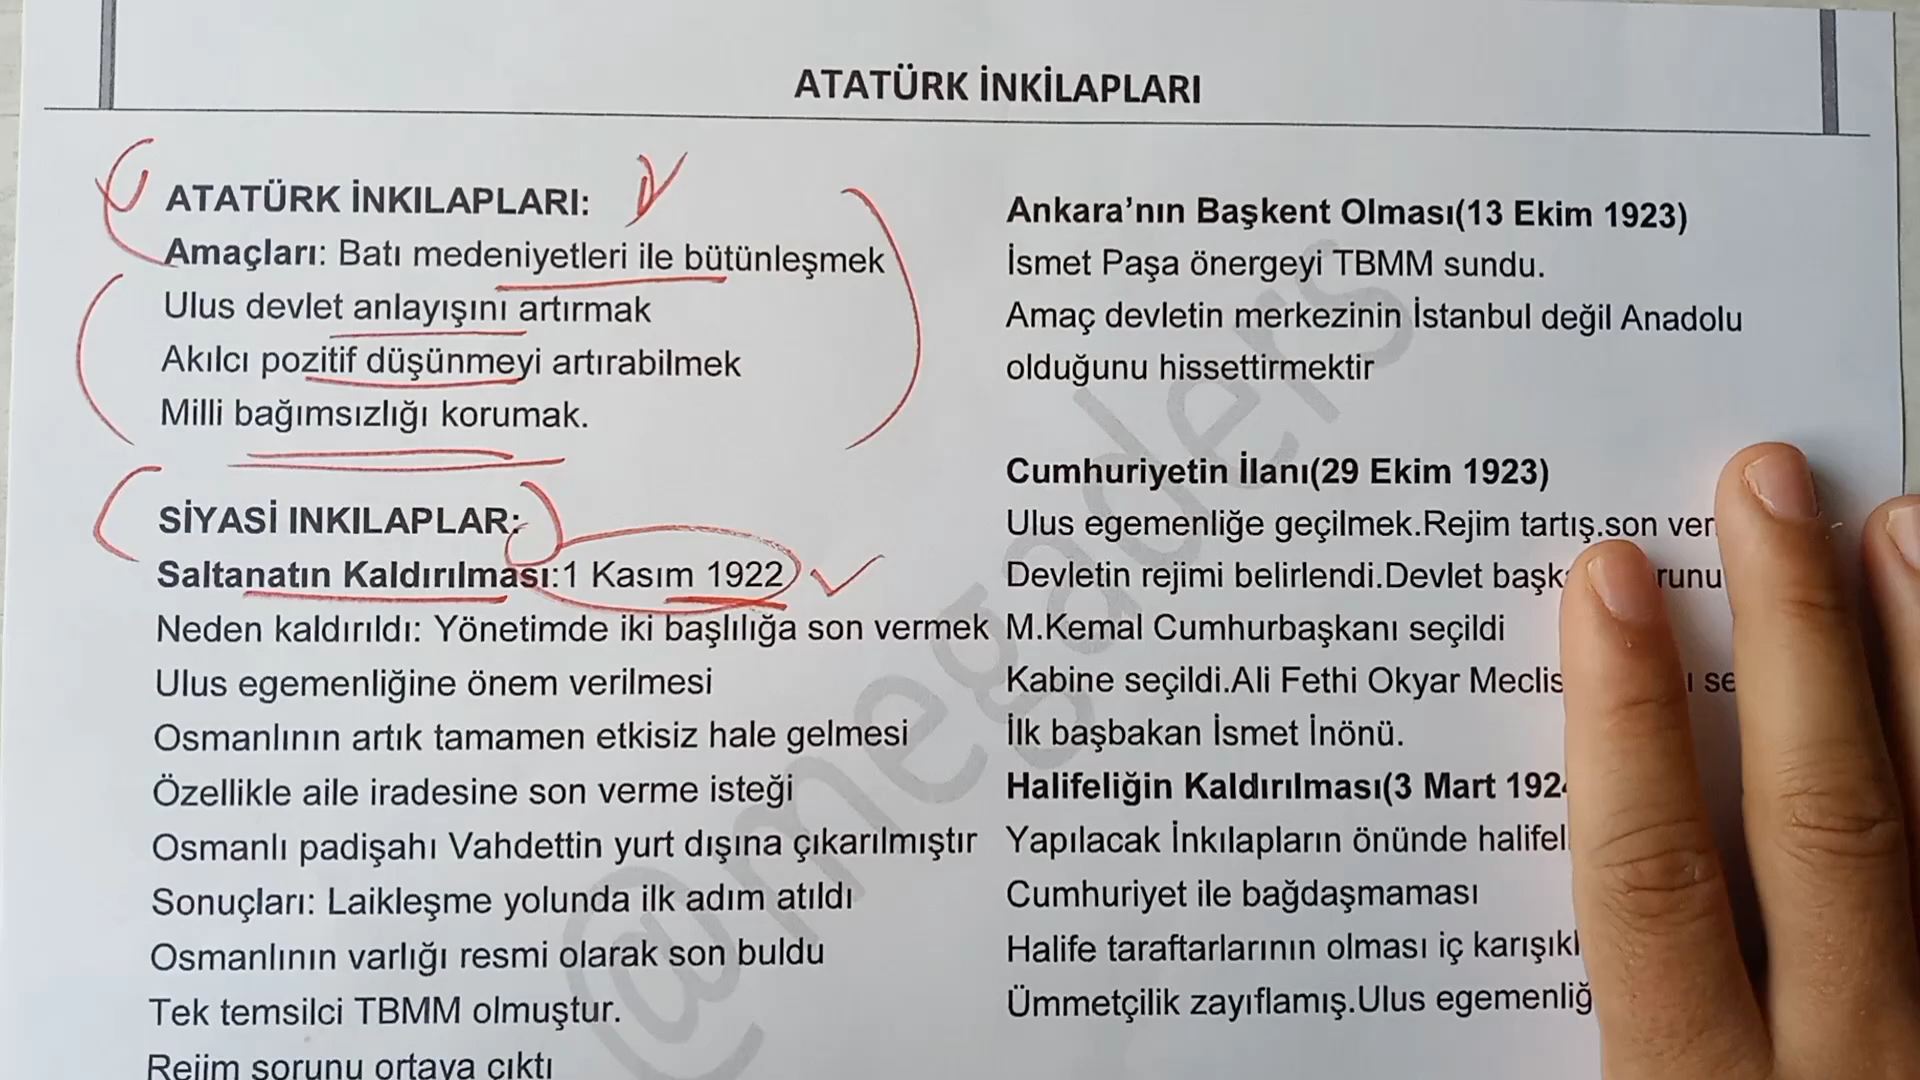 ATATÜRK İNKİLAPLARI
ATATÜRK İNKILAPLARI:
Amaçları: Batı medeniyetleri ile bütünleşmek
Ulus devlet anlayışını artırmak
Akılcı pozitif düşünmeyi artırabilmek
Milli bağımsızlığı korumak.
SİYASİ INKILAPLAR:
Saltanatın Kaldırılması:1 Kasım 1922
Neden kaldırıldı: Yönetimde iki başlılığa son vermek
Ulus egemenliğine önem verilmesi
Osmanlının artık tamamen etkisiz hale gelmesi
Özellikle aile iradesine son verme isteği
Osmanlı padişahı Vahdettin yurt dışına çıkarılmıştır
Sonuçları: Laikleşme yolunda ilk adım atıldı
Osmanlının varlığı resmi olarak son buldu
Tek temsilci TBMM olmuştur.
Rejim sorunu ortaya çıktı
Ankara’nın Başkent Olması(13 Ekim 1923)
İsmet Paşa önergeyi TBMM sundu.
Amaç devletin merkezinin İstanbul değil Anadolu
olduğunu hissettirmektir
Cumhuriyetin İlanı(29 Ekim 1923)
Ulus egemenliğe geçilmek.Rejim tartış.son
Devletin rejimi belirlendi.Devlet
M.Kemal Cumhurbaşkanı seçildi
Kabine seçildi.Ali Fethi Okyar Meclis
İlk başbakan İsmet İnönü.
Halifeliğin Kaldırılması(3 Mart
Yapılacak İnkılapların önünde
Cumhuriyet ile bağdaşmaması
Halife taraftarlarının olması iç
Ümmetçilik zayıflamış.Ulus
@megaders